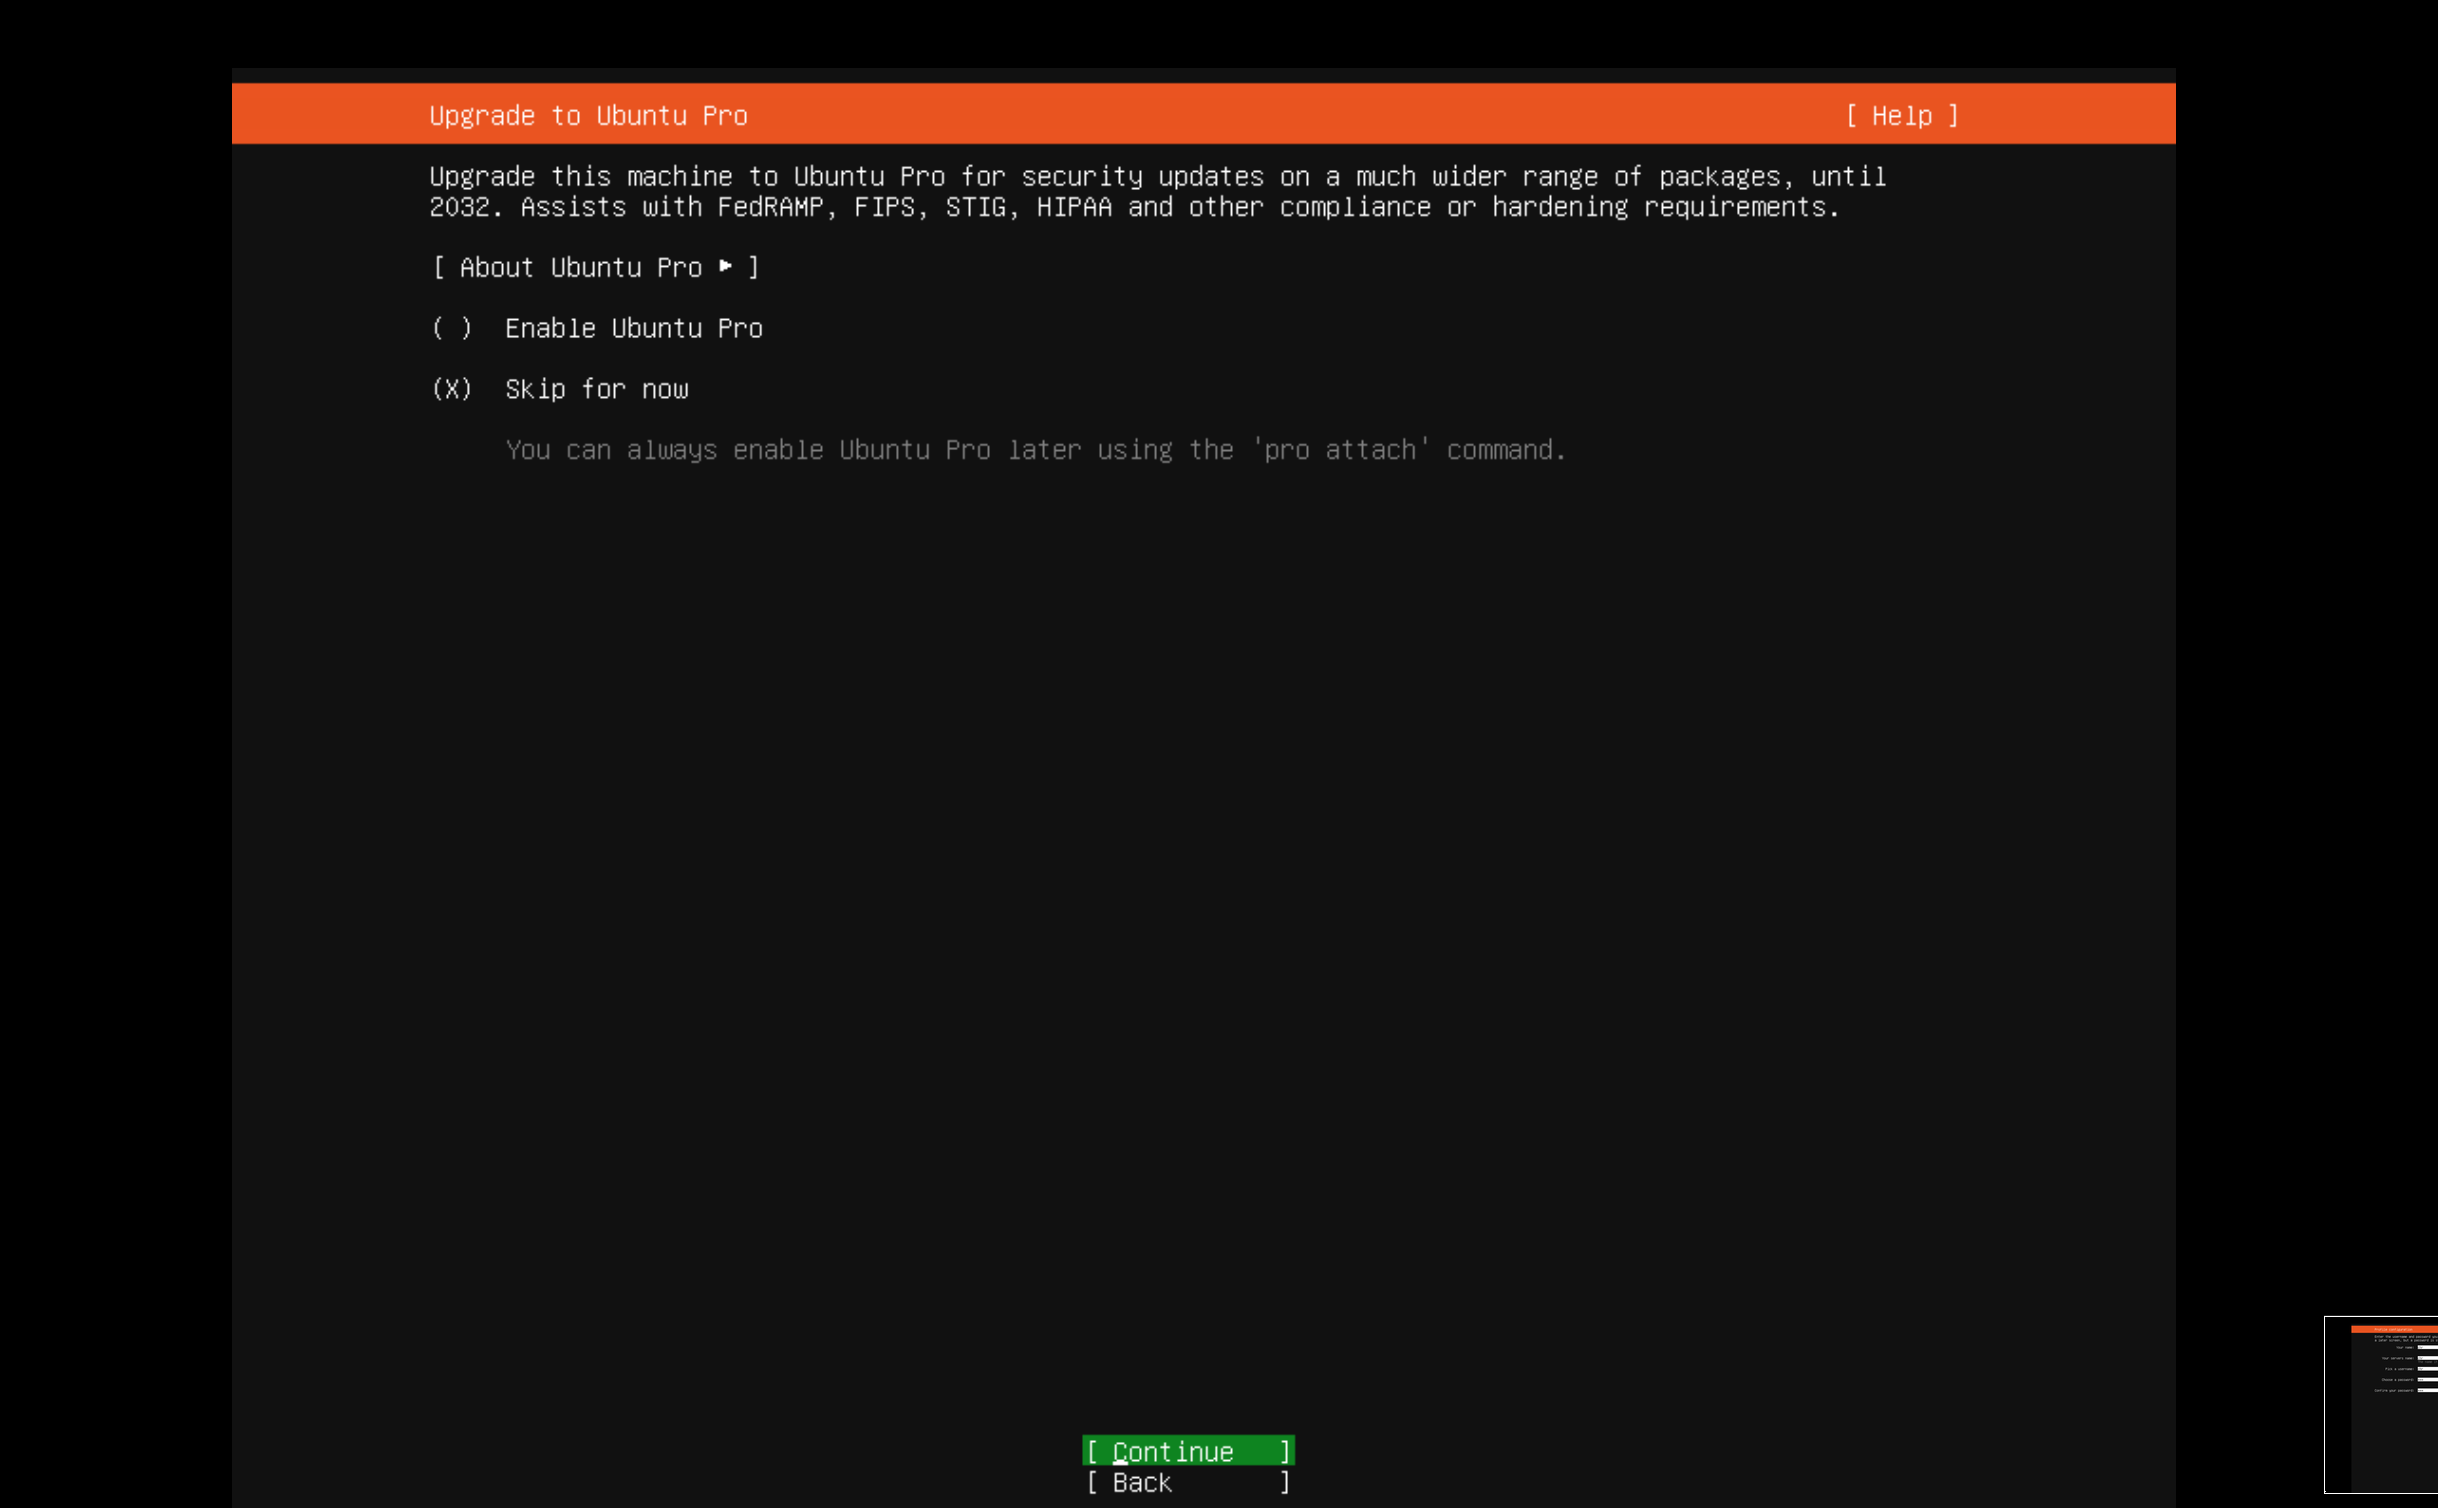 Upgrade to Ubuntu Pro [ Help ]
Upgrade this machine to Ubuntu Pro for security updates on a much wider range of packages, until
2032. Assists with FedRAMP, FIPS, STIG, HIPAA and other compliance or hardening requirements.
[ About Ubuntu Pro ► ]
( ) Enable Ubuntu Pro
(X) Skip for now
You can always enable Ubuntu Pro later using the 'pro attach' command.
[ Continue ]
[ Back ]